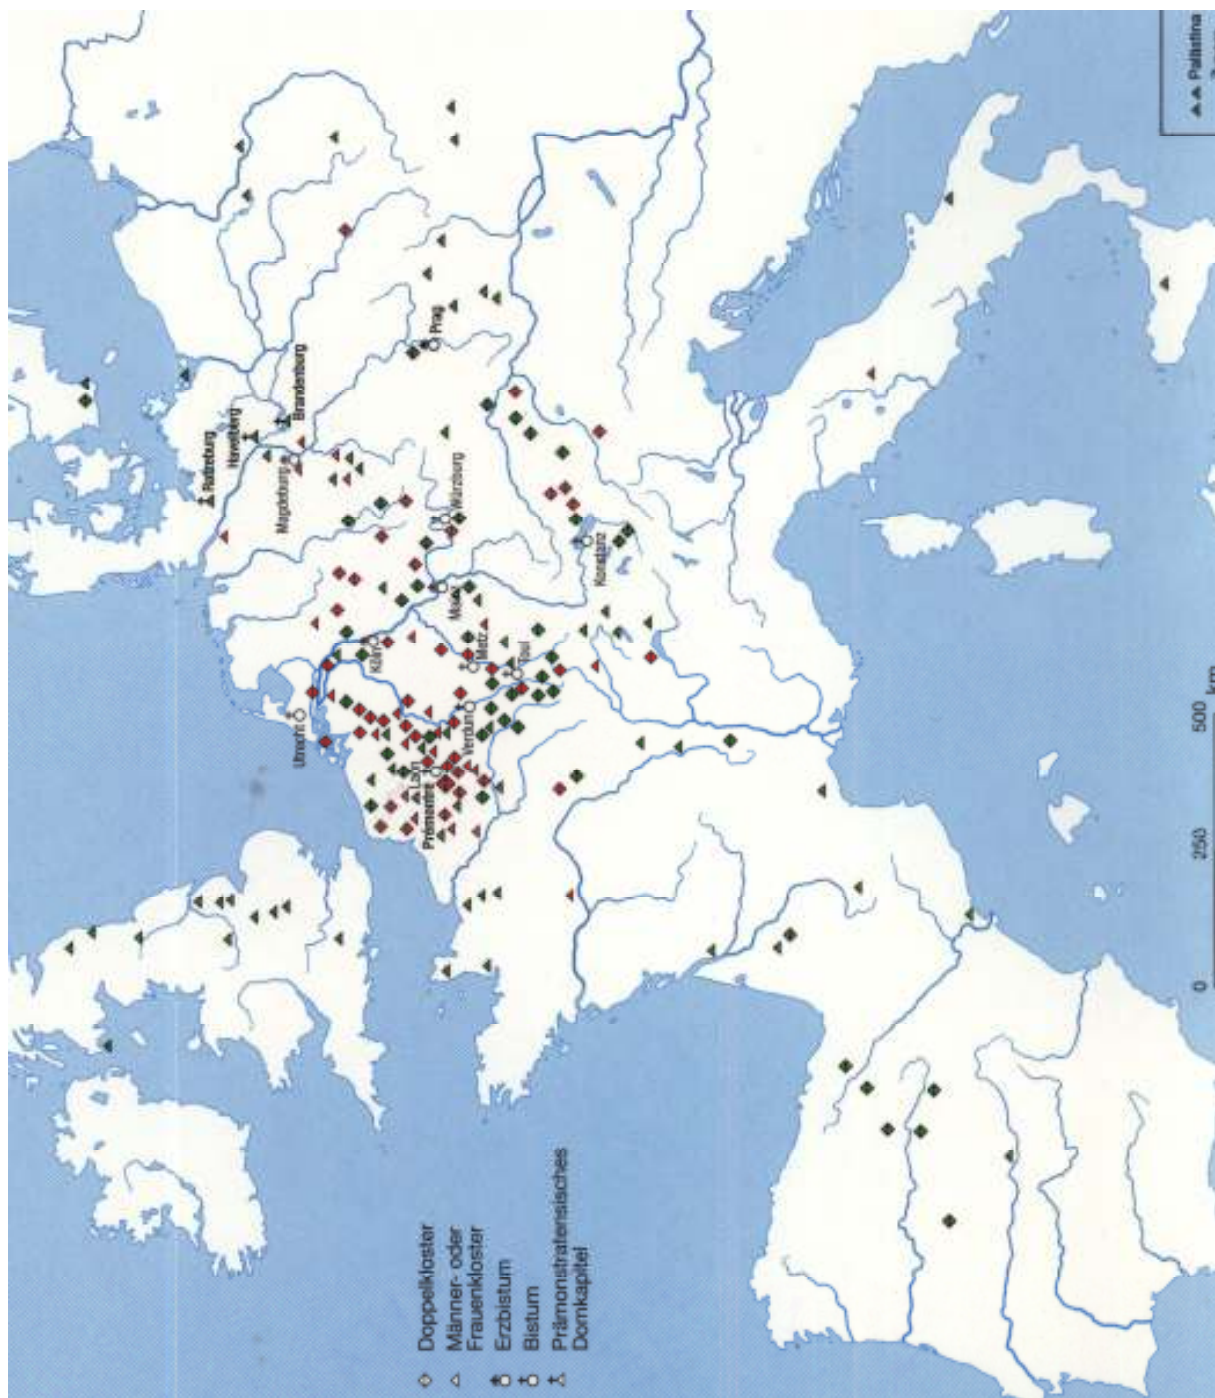 Doppelkloster
Männer- oder
Frauenkloster
Erzbistum
Bistum
Prämonstratensisches
Domkapitel
Utrecht
Köln
Laon
Prémontré
Verdun
Metz
Toul
Mainz
Würzburg
Konstanz
Magdeburg
Ratzeburg
Havelberg
Brandenburg
Prag
0 250 500 km
Palästina